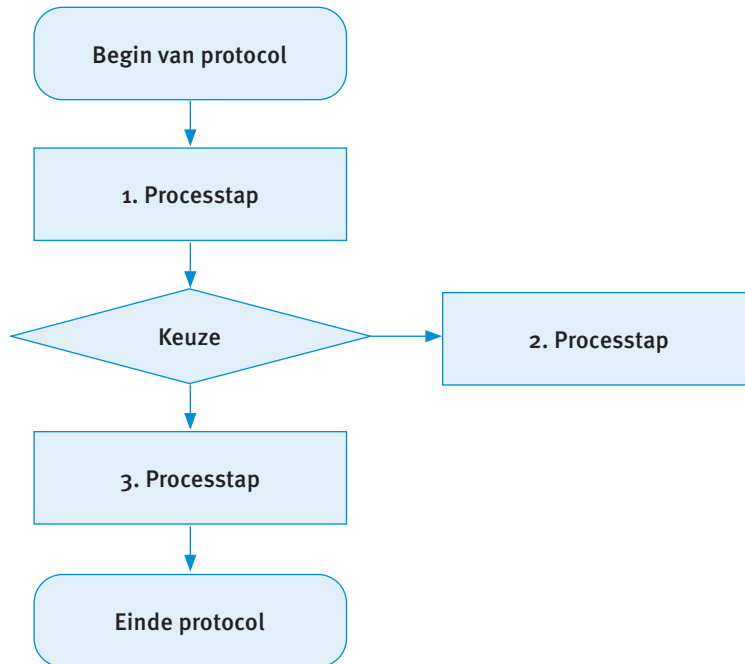 Begin van protocol
1. Processtap
Keuze
2. Processtap
3. Processtap
Einde protocol